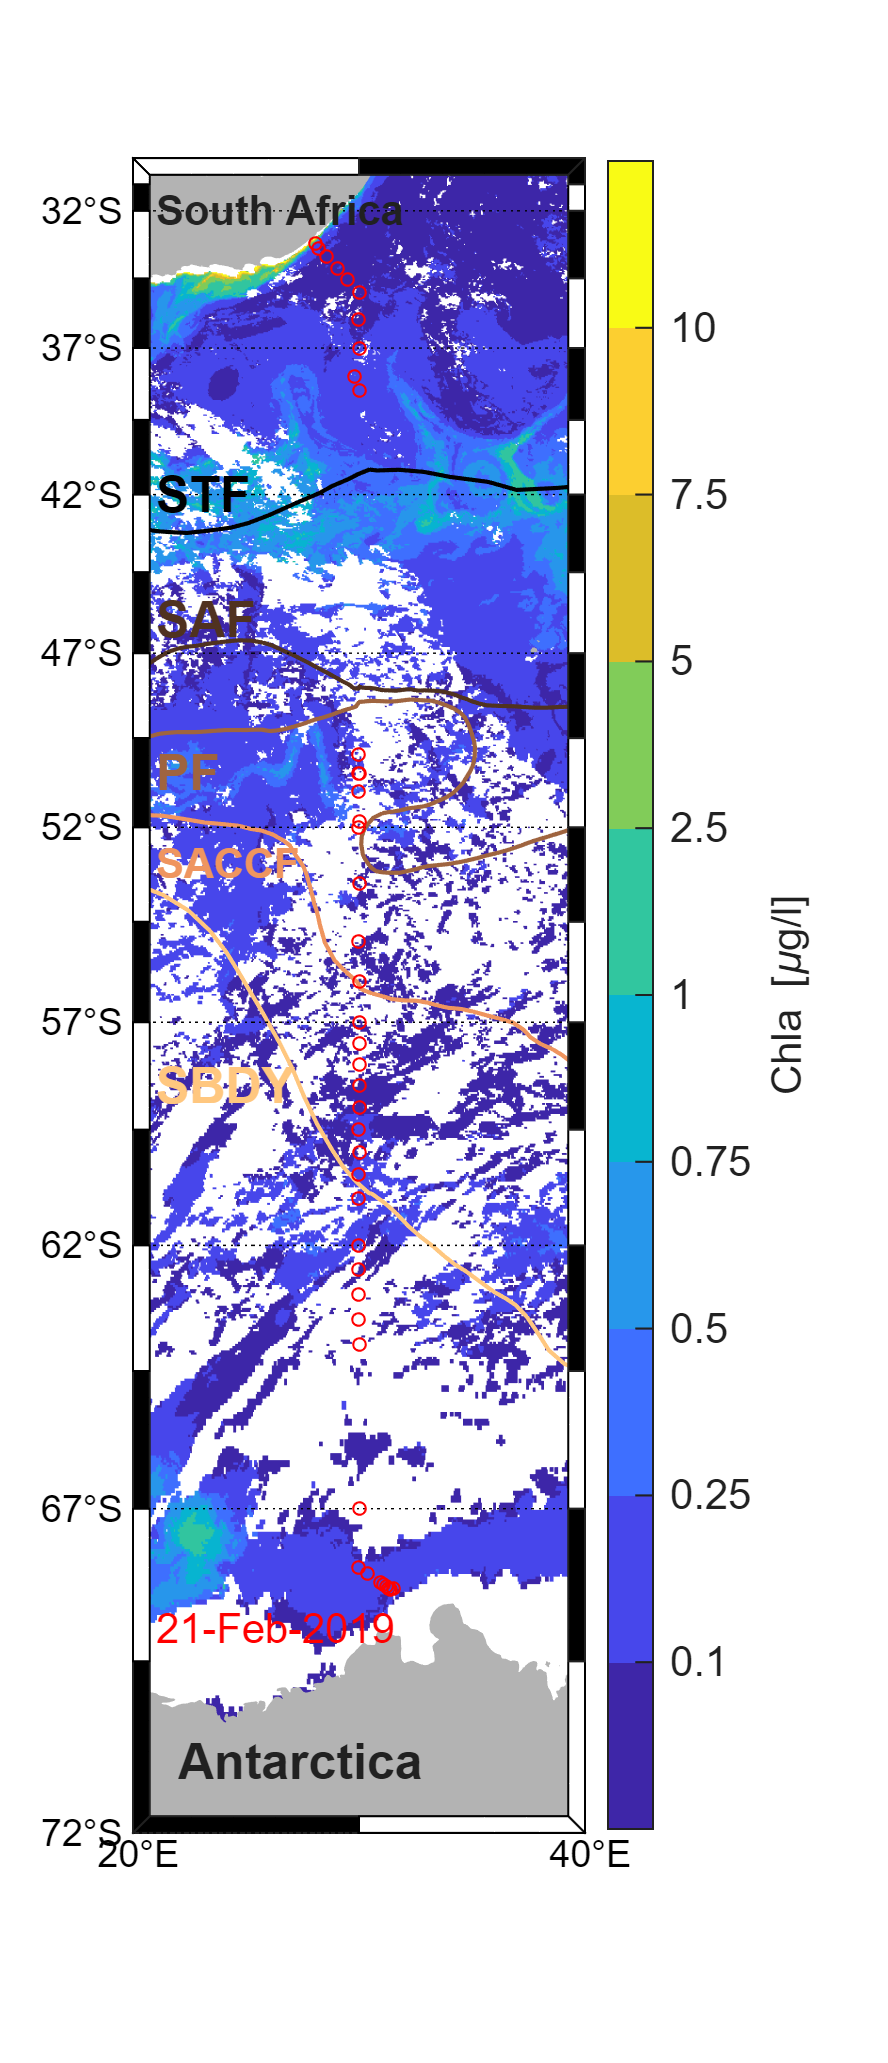 South Africa
32°S
37°S
42°S
STF
SAF
47°S
PF
52°S
SACCF
57°S
SBDY
62°S
67°S
21-Feb-2019
Antarctica
72°S
20°E
40°E
10
7.5
5
2.5
1
0.75
0.5
0.25
0.1
Chla [µg/l]